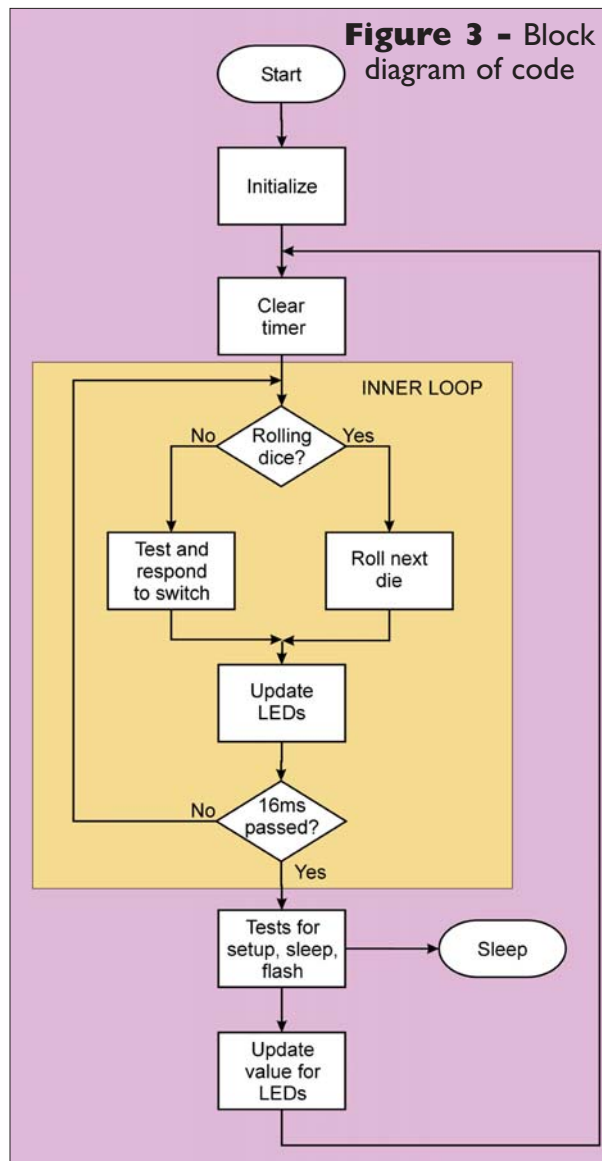 Figure 3 - Block
diagram of code
Start
Initialize
Clear
timer
INNER LOOP
Rolling
dice?
No
Yes
Test and
respond
to switch
Roll next
die
Update
LEDs
16ms
passed?
No
Yes
Tests for
setup, sleep,
flash
Sleep
Update
value for
LEDs